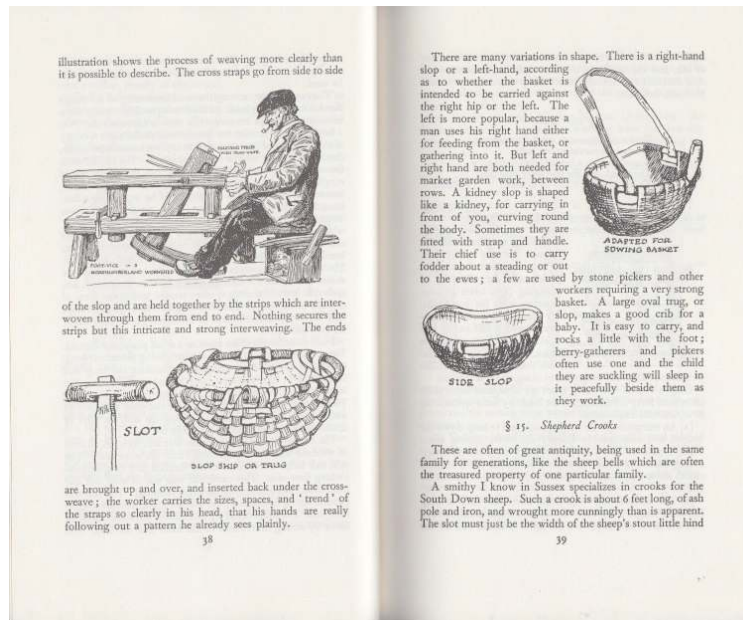 illustration shows the process of weaving more clearly than
it is possible to describe. The cross straps go from side to side
FOOT-VICE IN A
NORTHUMBERLAND WORKSHED
of the slop and are held together by the strips which are inter-
woven through them from end to end. Nothing secures the
strips but this intricate and strong interweaving. The ends
SLOT
SLOP SKIP OR TRUG
are brought up and over, and inserted back under the cross-
weave; the worker carries the sizes, spaces, and ' trend ' of
the straps so clearly in his head, that his hands are really
following out a pattern he already sees plainly.
38
There are many variations in shape. There is a right-hand
slop or a left-hand, according
as to whether the basket is
intended to be carried against
the right hip or the left. The
left is more popular, because a
man uses his right hand either
for feeding from the basket, or
gathering into it. But left and
right hand are both needed for
market garden work, between
rows. A kidney slop is shaped
like a kidney, for carrying in
front of you, curving round
the body. Sometimes they are
fitted with strap and handle.
Their chief use is to carry
fodder about a steading or out
ADAPTED FOR
SOWING BASKET
to the ewes; a few are used by stone pickers and other
workers requiring a very strong
basket. A large oval trug, or
slop, makes a good crib for a
baby. It is easy to carry, and
rocks a little with the foot;
berry-gatherers and pickers
often use one and the child
they are suckling will sleep in
it peacefully beside them as
they work.
SIDE SLOP
§ 15. Shepherd Crooks
These are often of great antiquity, being used in the same
family for generations, like the sheep bells which are often
the treasured property of one particular family.
A smithy I know in Sussex specializes in crooks for the
South Down sheep. Such a crook is about 6 feet long, of ash
pole and iron, and wrought more cunningly than is apparent.
The slot must just be the width of the sheep's stout little hind
39